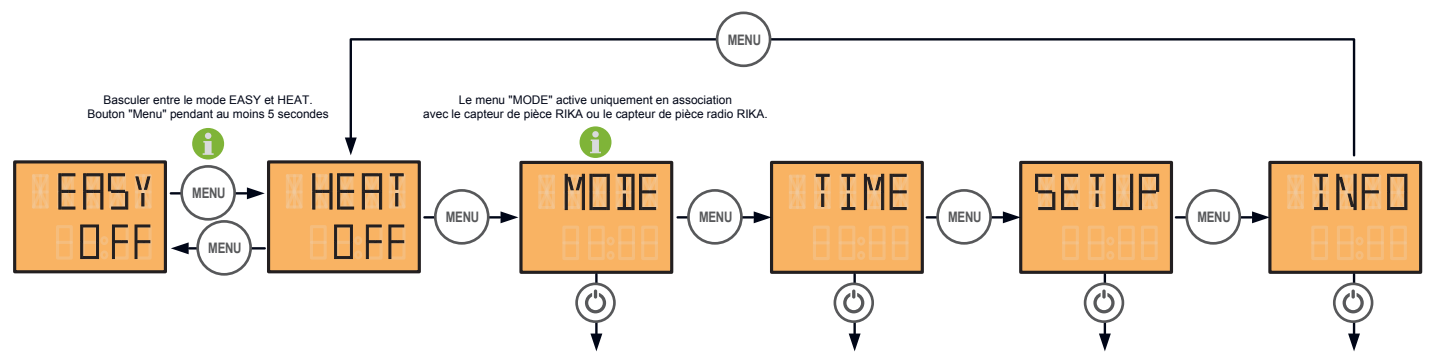 MENU
Basculer entre le mode EASY et HEAT.
Bouton "Menu" pendant au moins 5 secondes
Le menu "MODE" active uniquement en association
avec le capteur de pièce RIKA ou le capteur de pièce radio RIKA.
EASY
OFF
MENU
MENU
HEAT
OFF
MENU
MODE
MENU
TIME
MENU
SETUP
MENU
INFO